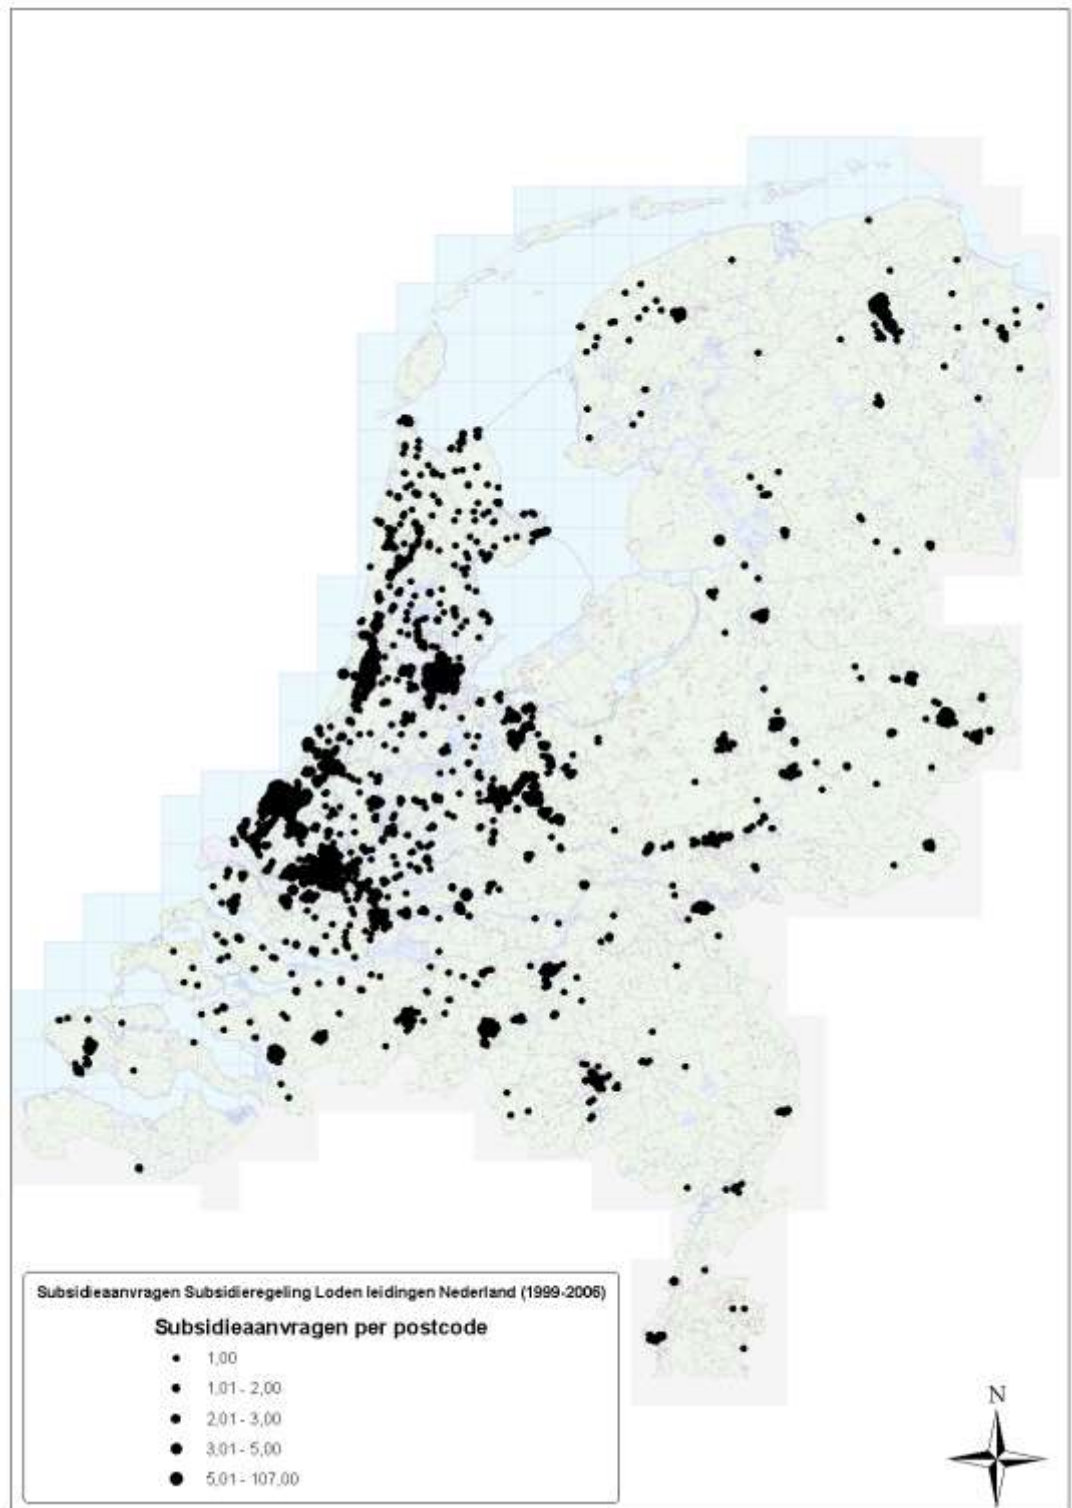 Subsidieaanvragen Subsidieregeling Loden leidingen Nederland (1999-2006)
Subsidieaanvragen per postcode
1,00
1,01 - 2,00
2,01 - 3,00
3,01 - 5,00
5,01 - 107,00
N